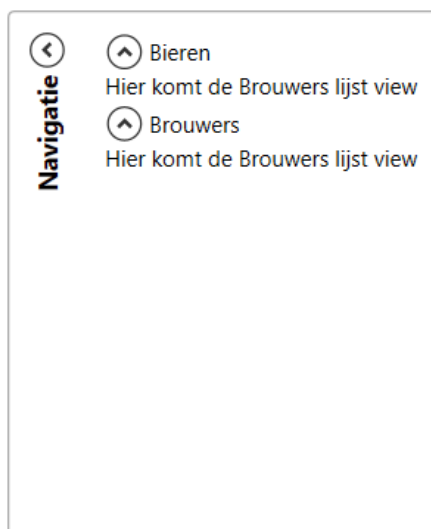 Navigatie
Bieren
Hier komt de Brouwers lijst view
Brouwers
Hier komt de Brouwers lijst view